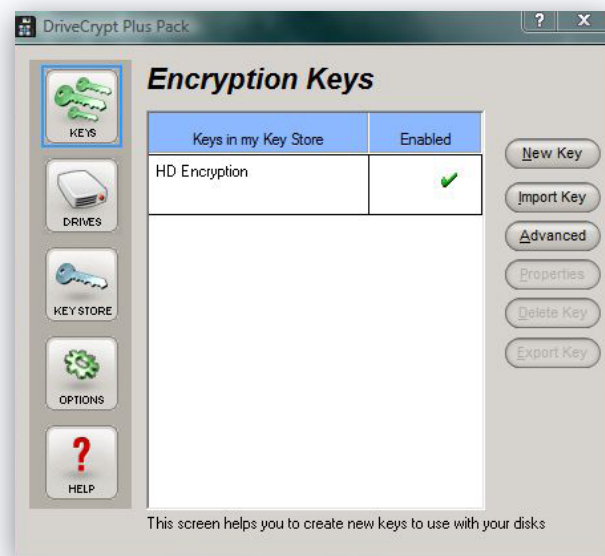 DriveCrypt Plus Pack
? X
Encryption Keys
KEYS
DRIVES
KEYSTORE
OPTIONS
?
HELP
Keys in my Key Store Enabled
HD Encryption
New Key
Import Key
Advanced
Properties
Delete Key
Export Key
This screen helps you to create new keys to use with your disks